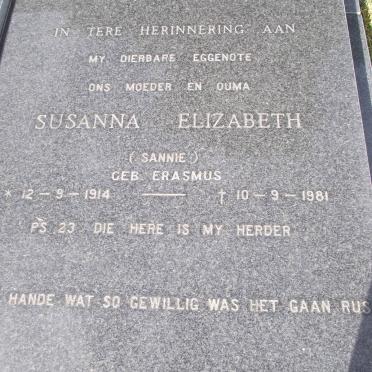 IN TERE HERINNERING AAN
MY DIERBARE EGGENOTE
ONS MOEDER EN OUMA
SUSANNA ELIZABETH
(SANNIE)
GEB ERASMUS
* 12-9-1914 — † 10-9-1981
PS 23 DIE HERE IS MY HERDER
HANDE WAT SO GEWILLIG WAS HET GAAN RUS